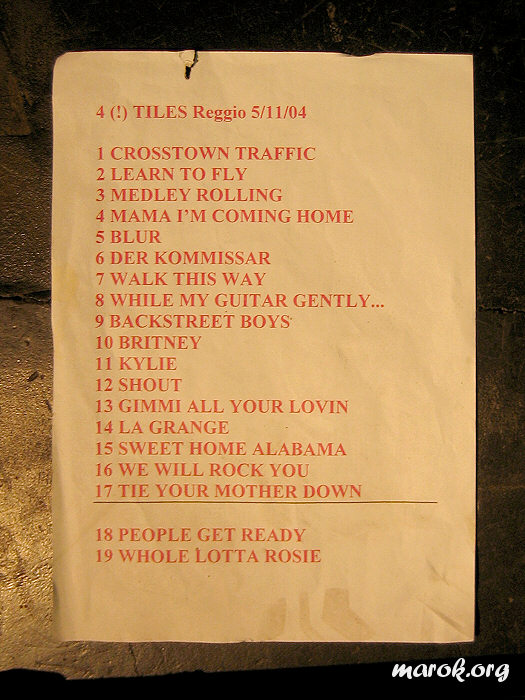 4 (!) TILES Reggio 5/11/04
1 CROSSTOWN TRAFFIC
2 LEARN TO FLY
3 MEDLEY ROLLING
4 MAMA I'M COMING HOME
5 BLUR
6 DER KOMMISSAR
7 WALK THIS WAY
8 WHILE MY GUITAR GENTLY...
9 BACKSTREET BOYS
10 BRITNEY
11 KYLIE
12 SHOUT
13 GIMMI ALL YOUR LOVIN
14 LA GRANGE
15 SWEET HOME ALABAMA
16 WE WILL ROCK YOU
17 TIE YOUR MOTHER DOWN
18 PEOPLE GET READY
19 WHOLE LOTTA ROSIE
marok.org